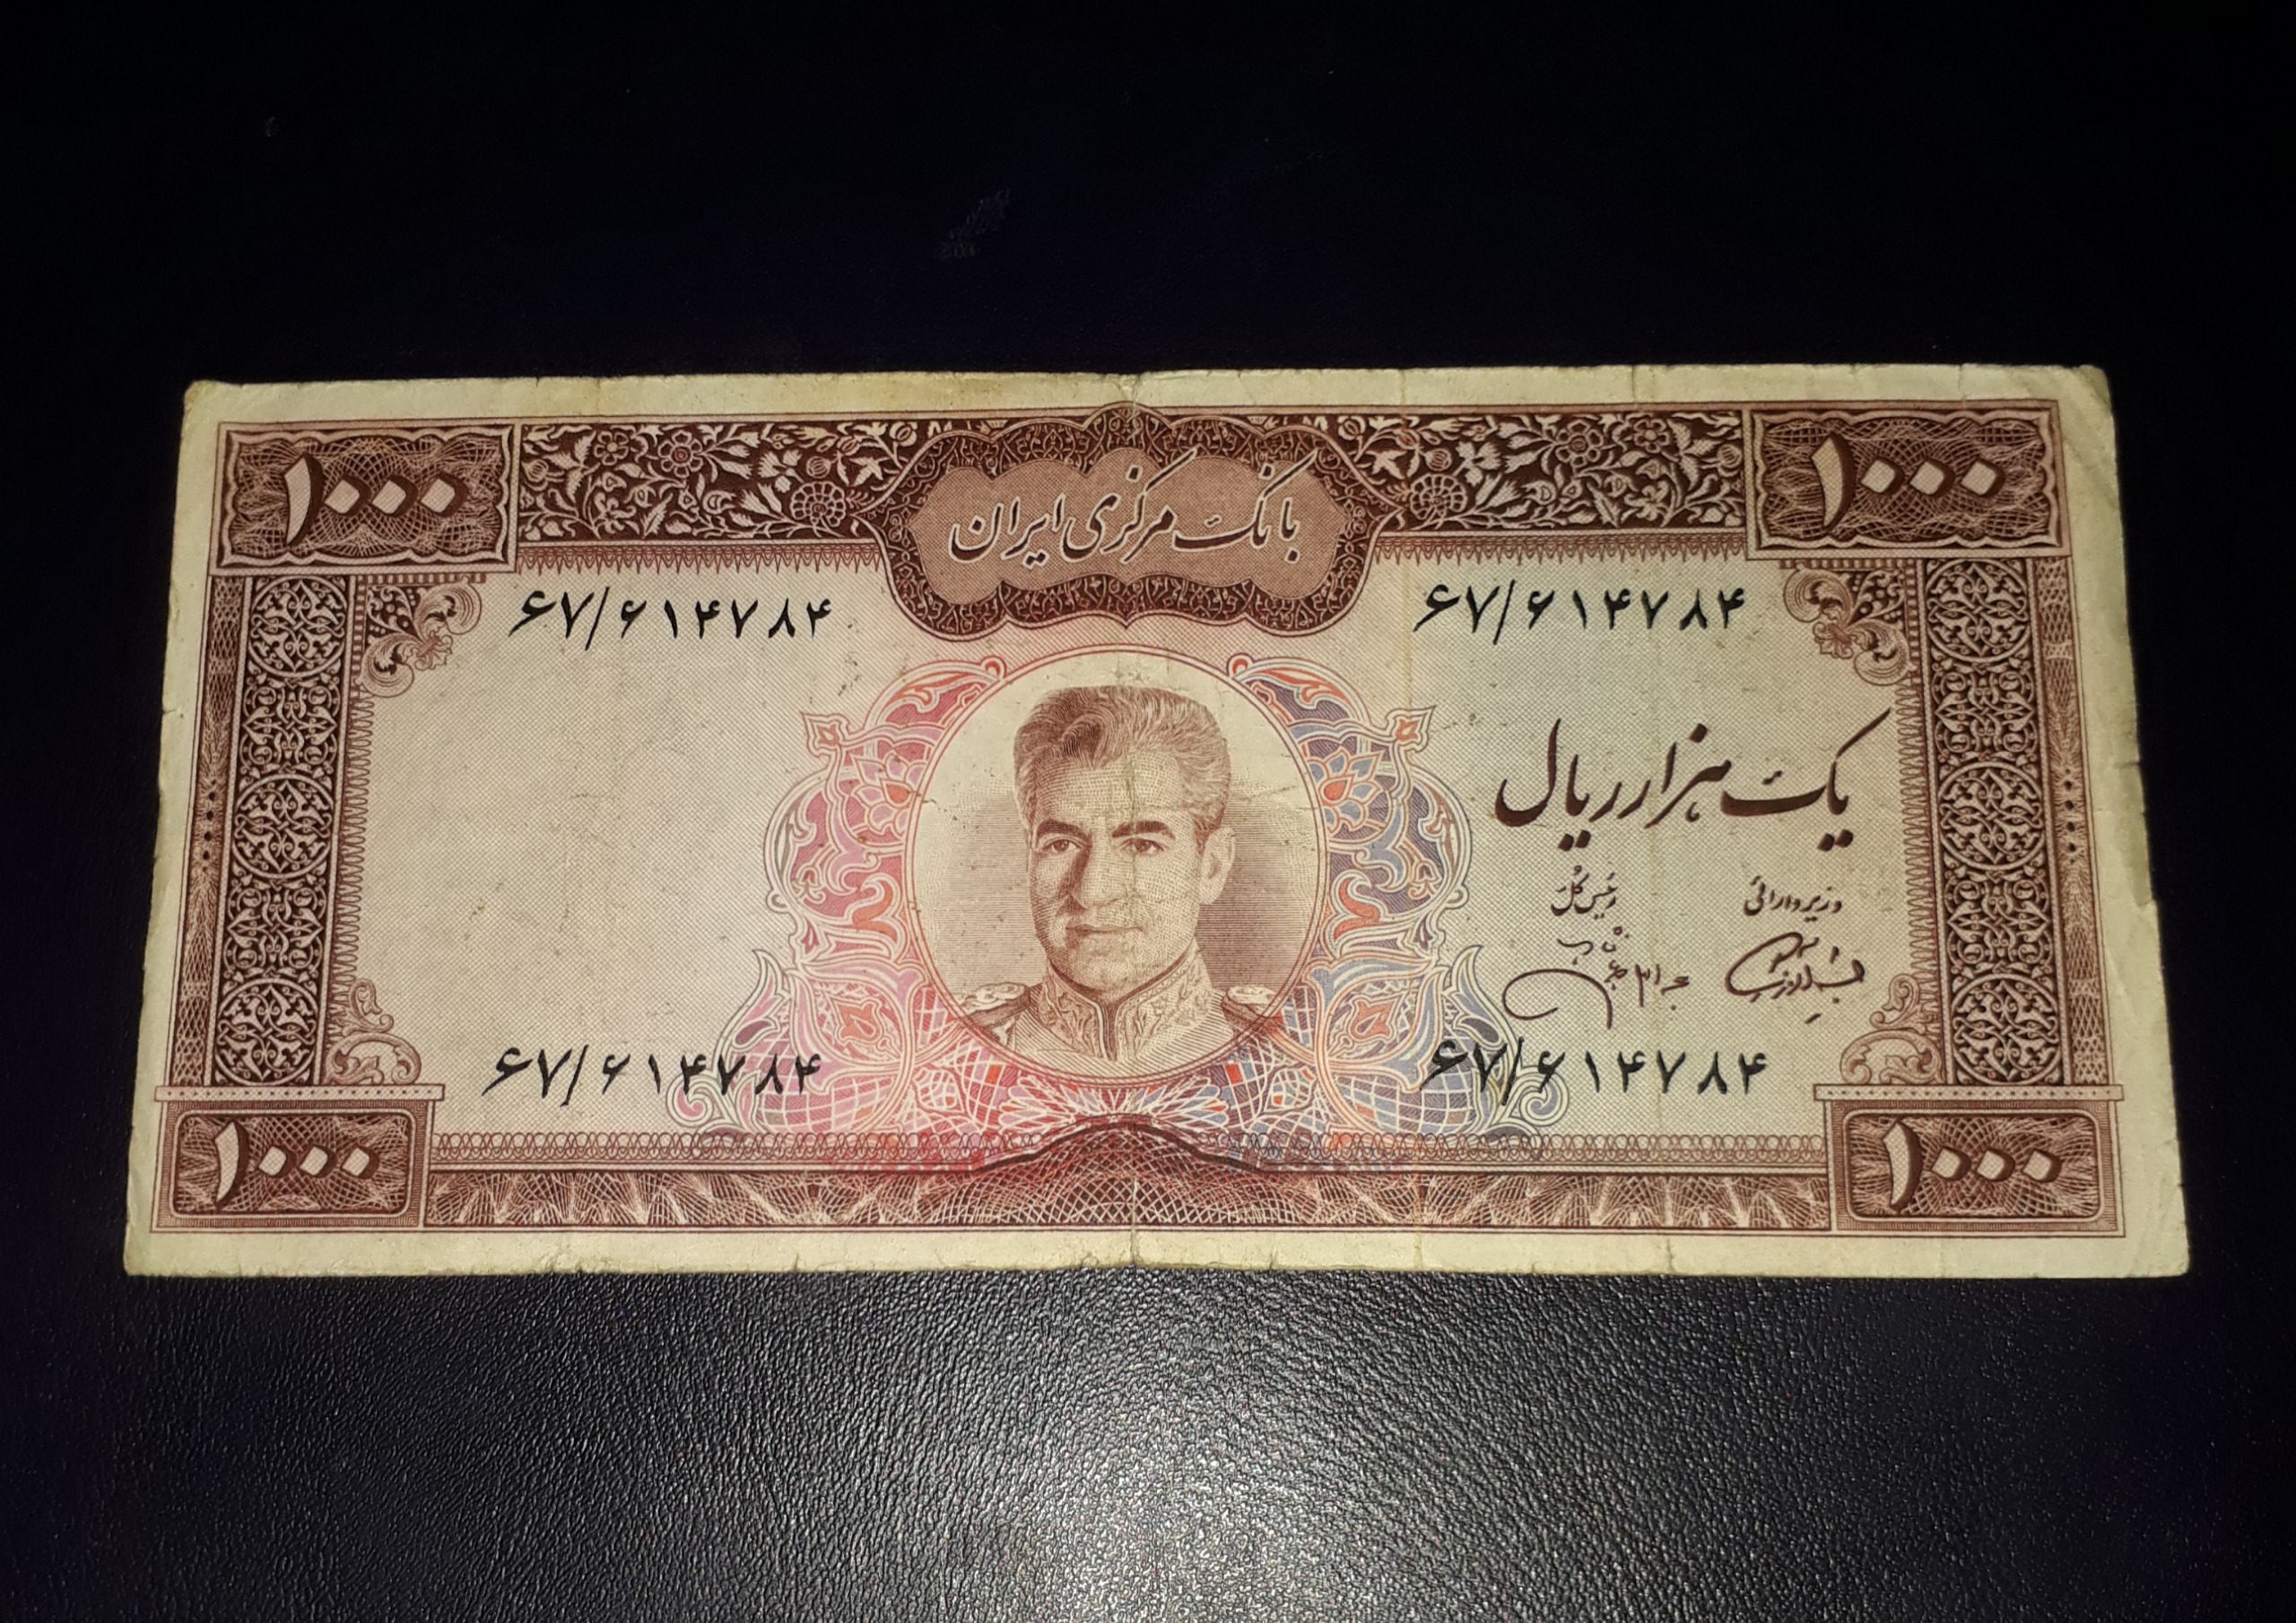 ۱۰۰۰
بانک مرکزی ایران
۱۰۰۰
۶۷/۶۱۴۷۸۴
۶۷/۶۱۴۷۸۴
یک هزار ریال
وزیر دارائی
رئیس کل
۶۷/۶۱۴۷۸۴
۶۷/۶۱۴۷۸۴
۱۰۰۰
۱۰۰۰